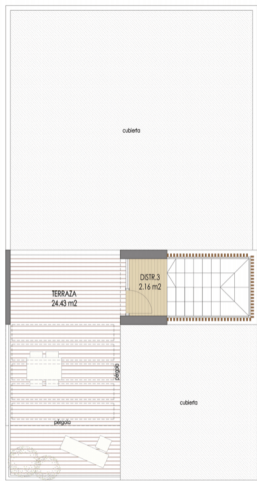 cubierta
DISTR.3
2.16 m2
TERRAZA
24.43 m2
pérgola
cubierta
pérgola